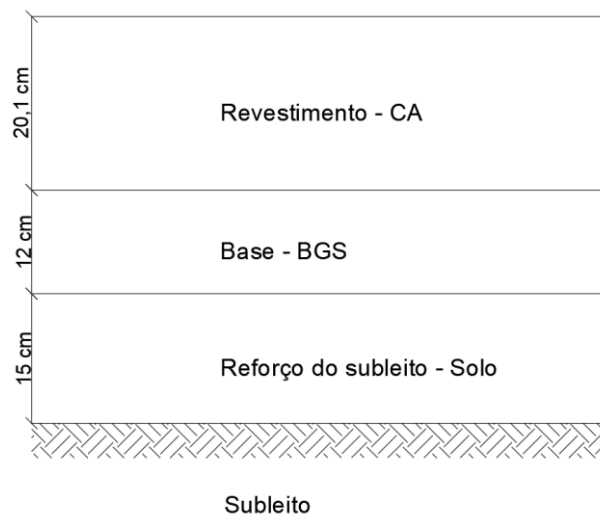 20,1 cm
Revestimento - CA
12 cm
Base - BGS
15 cm
Reforço do subleito - Solo
Subleito